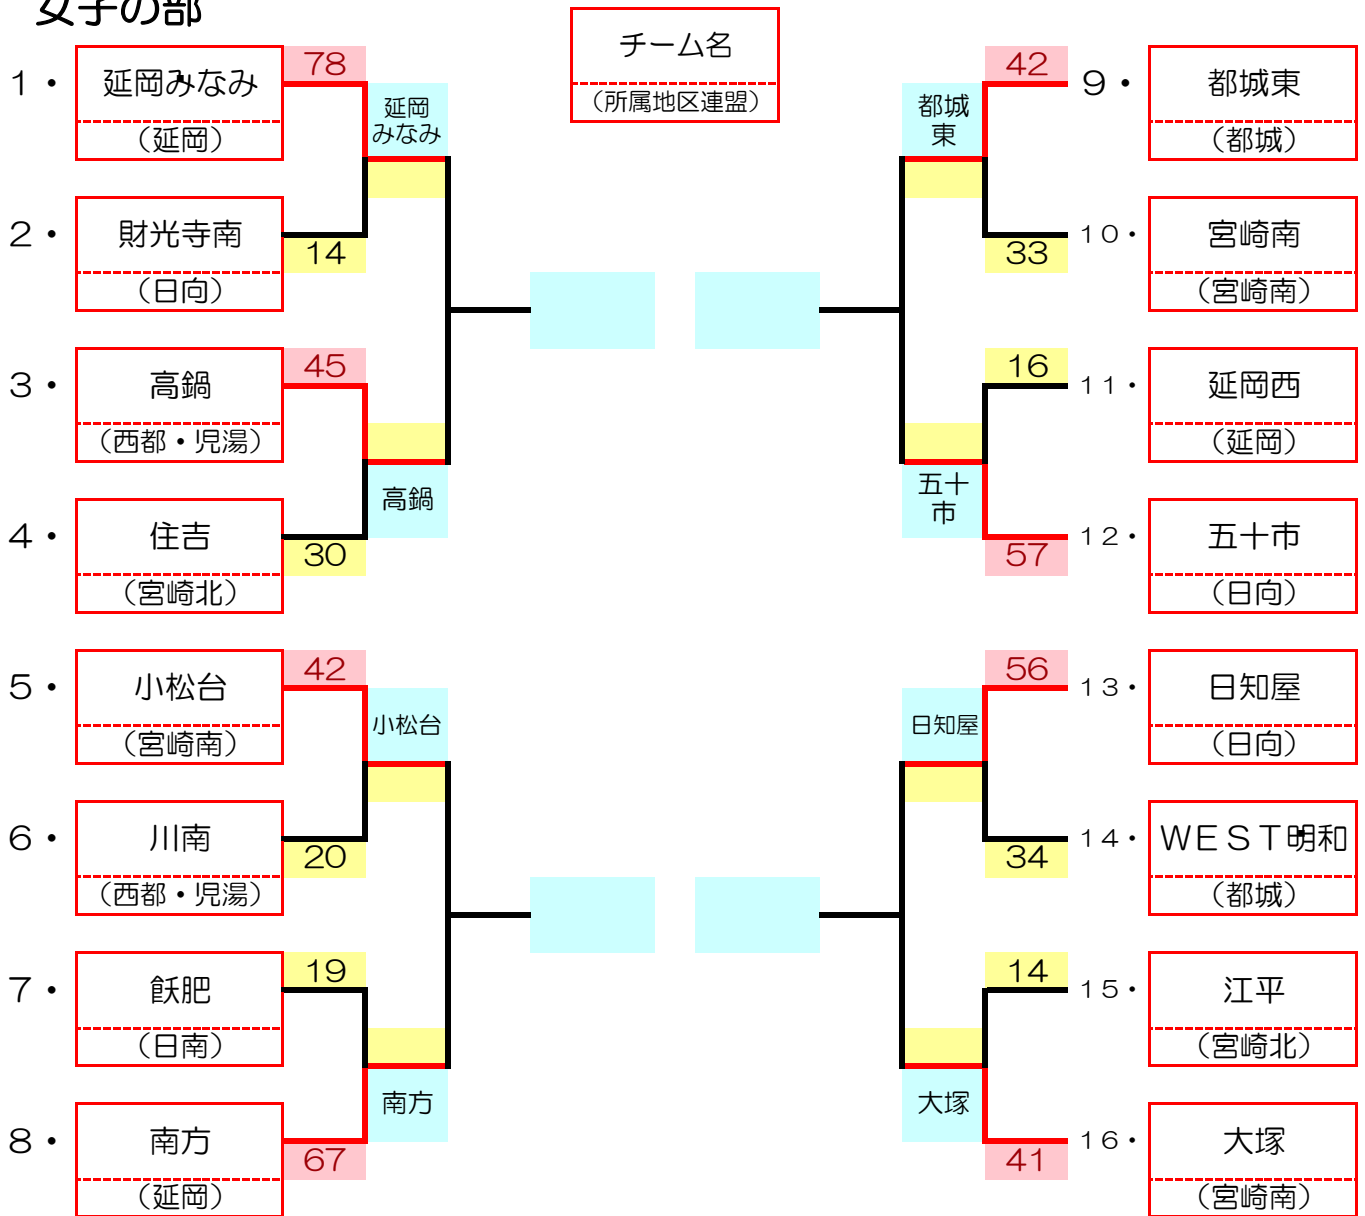 女子の部
チーム名
（所属地区連盟）
1・
延岡みなみ
（延岡）
78
延岡
みなみ
2・
財光寺南
（日向）
14
3・
高鍋
（西都・児湯）
45
高鍋
4・
住吉
（宮崎北）
30
5・
小松台
（宮崎南）
42
小松台
6・
川南
（西都・児湯）
20
7・
飫肥
（日南）
19
南方
8・
南方
（延岡）
67
都城
東
42
9・
都城東
（都城）
33
10・
宮崎南
（宮崎南）
16
11・
延岡西
（延岡）
五十
市
57
12・
五十市
（日向）
日知屋
56
13・
日知屋
（日向）
34
14・
ＷＥＳＴ明和
（都城）
14
15・
江平
（宮崎北）
大塚
41
16・
大塚
（宮崎南）